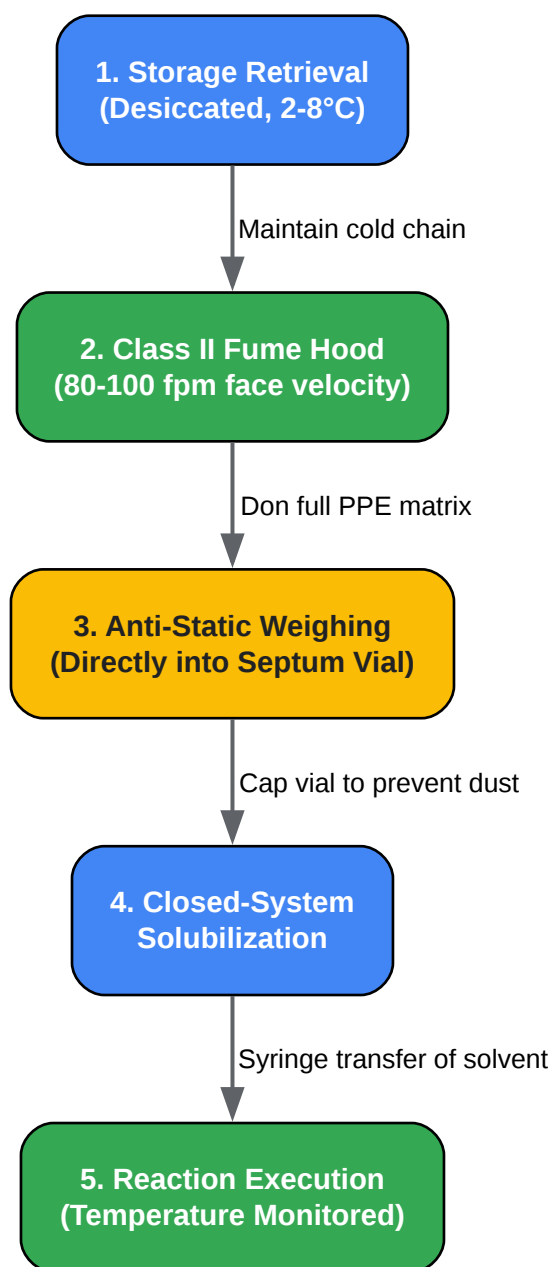 1. Storage Retrieval
(Desiccated, 2-8°C)
Maintain cold chain
2. Class II Fume Hood
(80-100 fpm face velocity)
Don full PPE matrix
3. Anti-Static Weighing
(Directly into Septum Vial)
Cap vial to prevent dust
4. Closed-System
Solubilization
Syringe transfer of solvent
5. Reaction Execution
(Temperature Monitored)